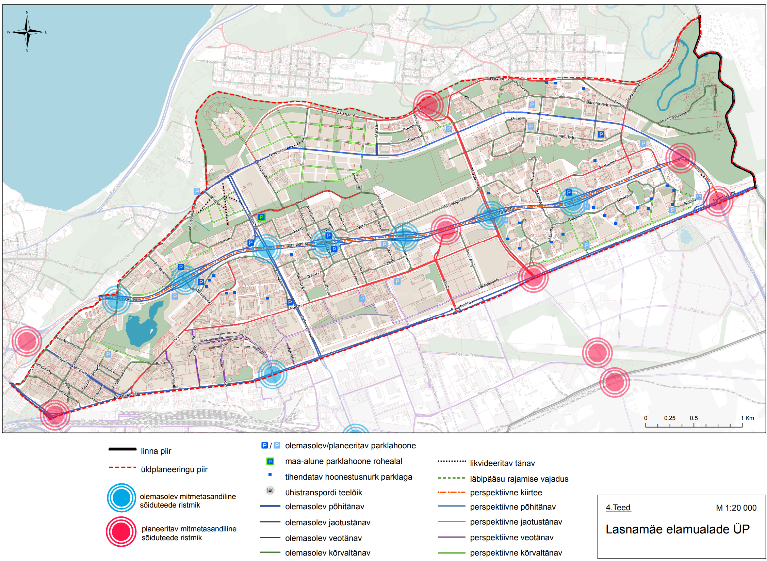 0 0.25 0.5 1 Km
linna piir
üldplaneeringu piir
olemasolev mitmetasandiline
sõiduteede ristmik
planeeritav mitmetasandiline
sõiduteede ristmik
P / P olemasolev/planeeritav parklahoone
P maa-alune parklahoone rohealal
tihendatav hoonestusnurk parklaga
ühistranspordi teelõik
olemasolev põhitänav
olemasolev jaotustänav
olemasolev veotänav
olemasolev kõrvaltänav
likvideeritav tänav
läbipääsu rajamise vajadus
perspektiivne kiirtee
perspektiivne põhitänav
perspektiivne jaotustänav
perspektiivne veotänav
perspektiivne kõrvaltänav
4.Teed M 1:20 000
Lasnamäe elamualade ÜP